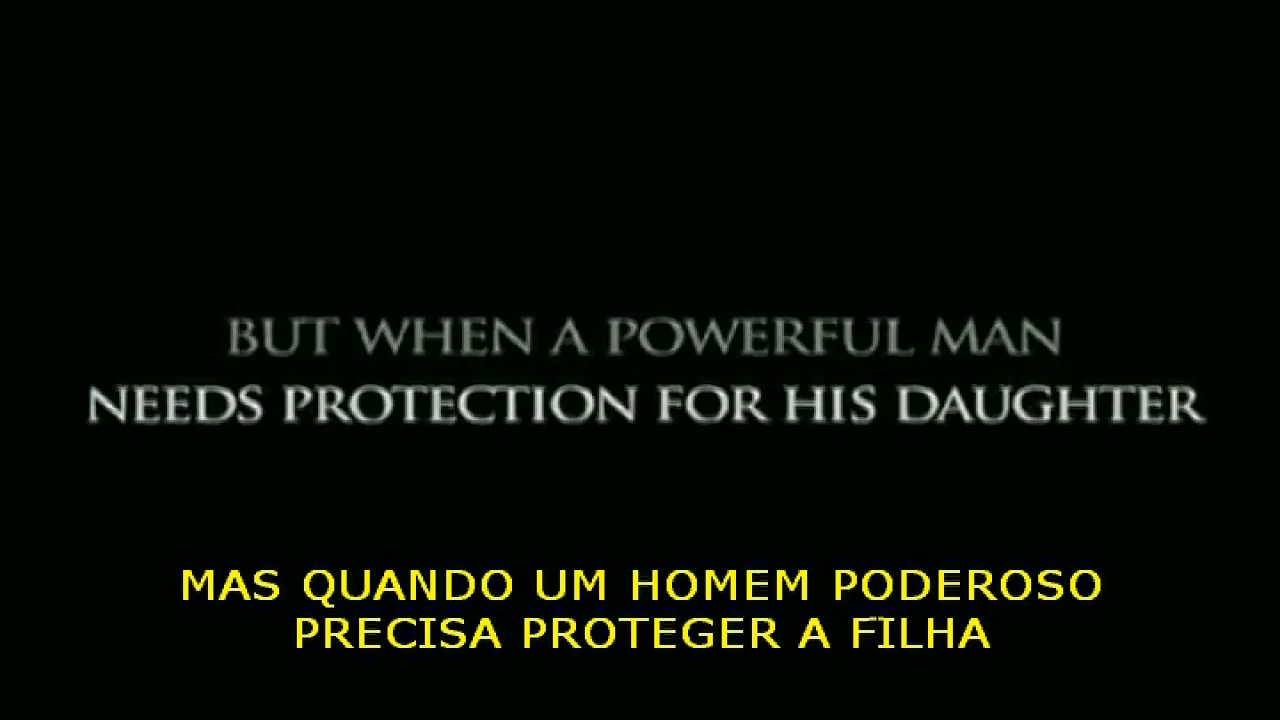 BUT WHEN A POWERFUL MAN
NEEDS PROTECTION FOR HIS DAUGHTER
MAS QUANDO UM HOMEM PODEROSO
PRECISA PROTEGER A FILHA